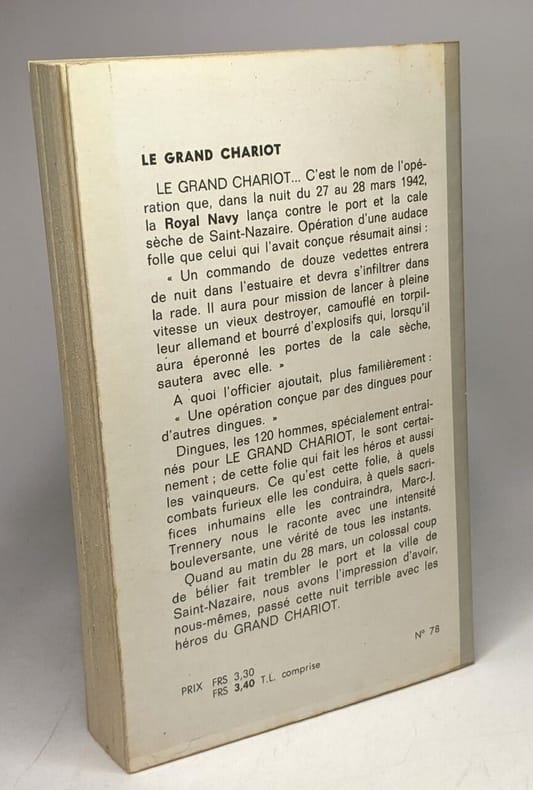 LE GRAND CHARIOT
LE GRAND CHARIOT... C'est le nom de l'opé-
ration que, dans la nuit du 27 au 28 mars 1942,
la Royal Navy lança contre le port et la cale
sèche de Saint-Nazaire. Opération d'une audace
folle que celui qui l'avait conçue résumait ainsi :
« Un commando de douze vedettes entrera
de nuit dans l'estuaire et devra s'infiltrer dans
la rade. Il aura pour mission de lancer à pleine
vitesse un vieux destroyer, camouflé en torpil-
leur allemand et bourré d'explosifs qui, lorsqu'il
aura éperonné les portes de la cale sèche,
sautera avec elle. »
A quoi l'officier ajoutait, plus familièrement :
« Une opération conçue par des dingues pour
d'autres dingues. »
Dingues, les 120 hommes, spécialement entraî-
nés pour LE GRAND CHARIOT, le sont certai-
nement ; de cette folie qui fait les héros et aussi
les vainqueurs. Ce qu'est cette folie, à quels
combats furieux elle les conduira, à quels sacri-
fices inhumains elle les contraindra, Marc-J.
Trennery nous le raconte avec une intensité
bouleversante, une vérité de tous les instants.
Quand au matin du 28 mars, un colossal coup
de bélier fait trembler le port et la ville de
Saint-Nazaire, nous avons l'impression d'avoir,
nous-mêmes, passé cette nuit terrible avec les
héros du GRAND CHARIOT.
N° 78
PRIX FRS 3,30
FRS 3,40 T.L. comprise